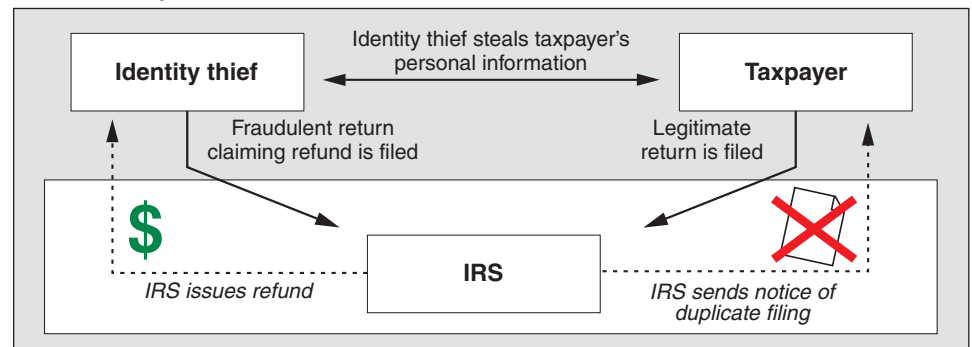 Identity thief steals taxpayer's
personal information
Identity thief
Taxpayer
Fraudulent return
claiming refund is filed
Legitimate
return is filed
$
IRS
IRS issues refund
IRS sends notice of
duplicate filing